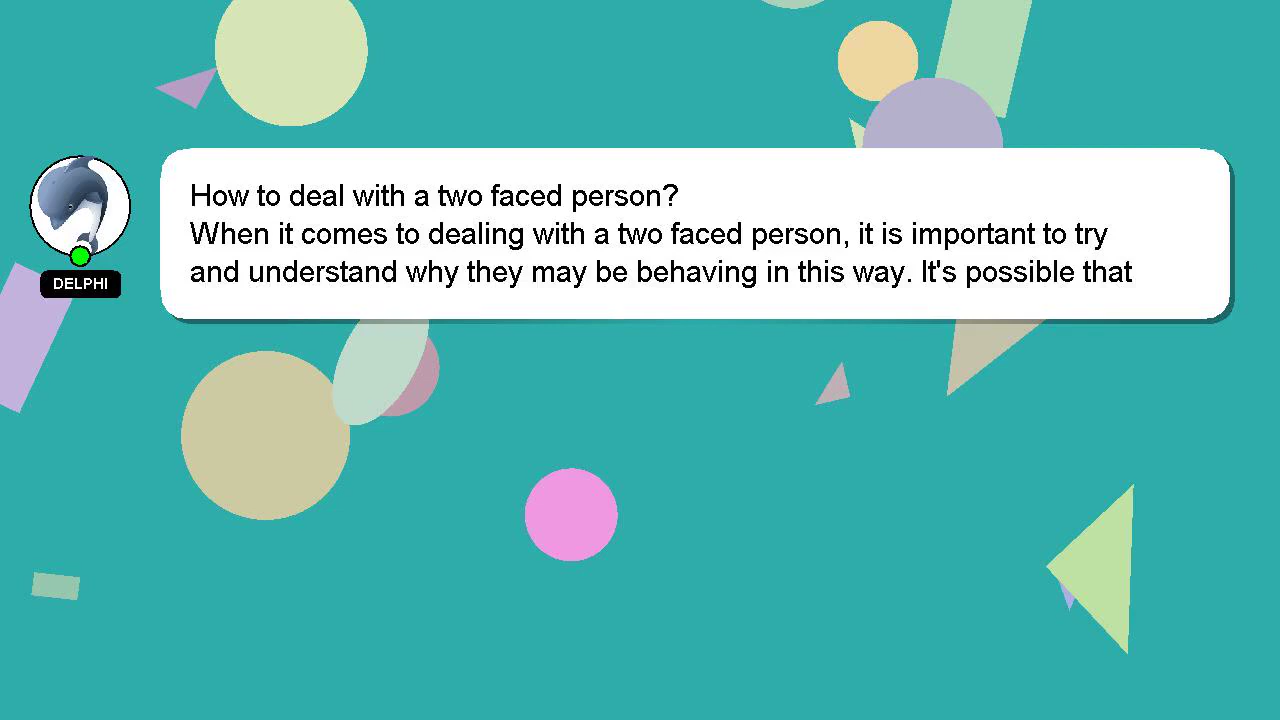 How to deal with a two faced person?
When it comes to dealing with a two faced person, it is important to try
and understand why they may be behaving in this way. It's possible that
DELPHI